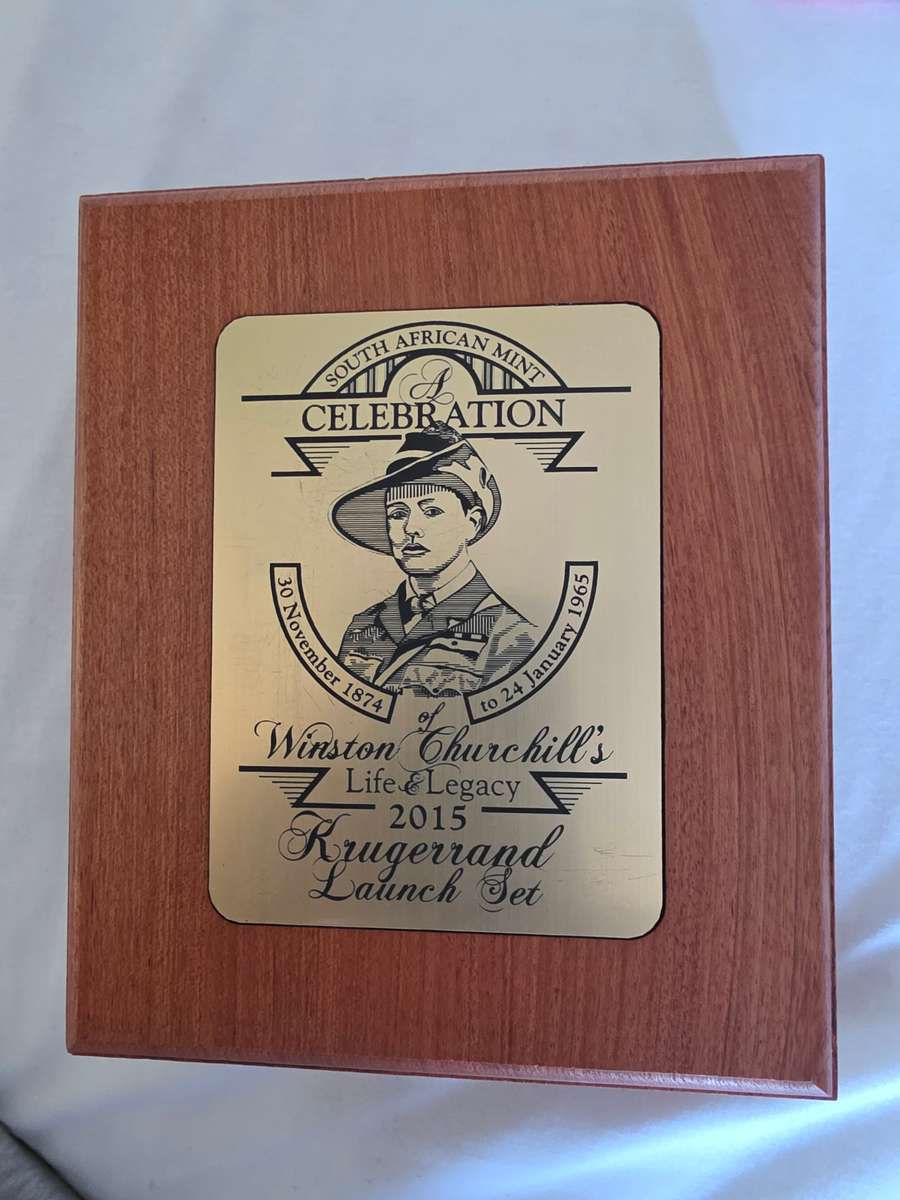 SOUTH AFRICAN MINT
A
CELEBRATION
30 November 1874
to 24 January 1965
of
Winston Churchill's
Life & Legacy
2015
Krugerrand
Launch Set